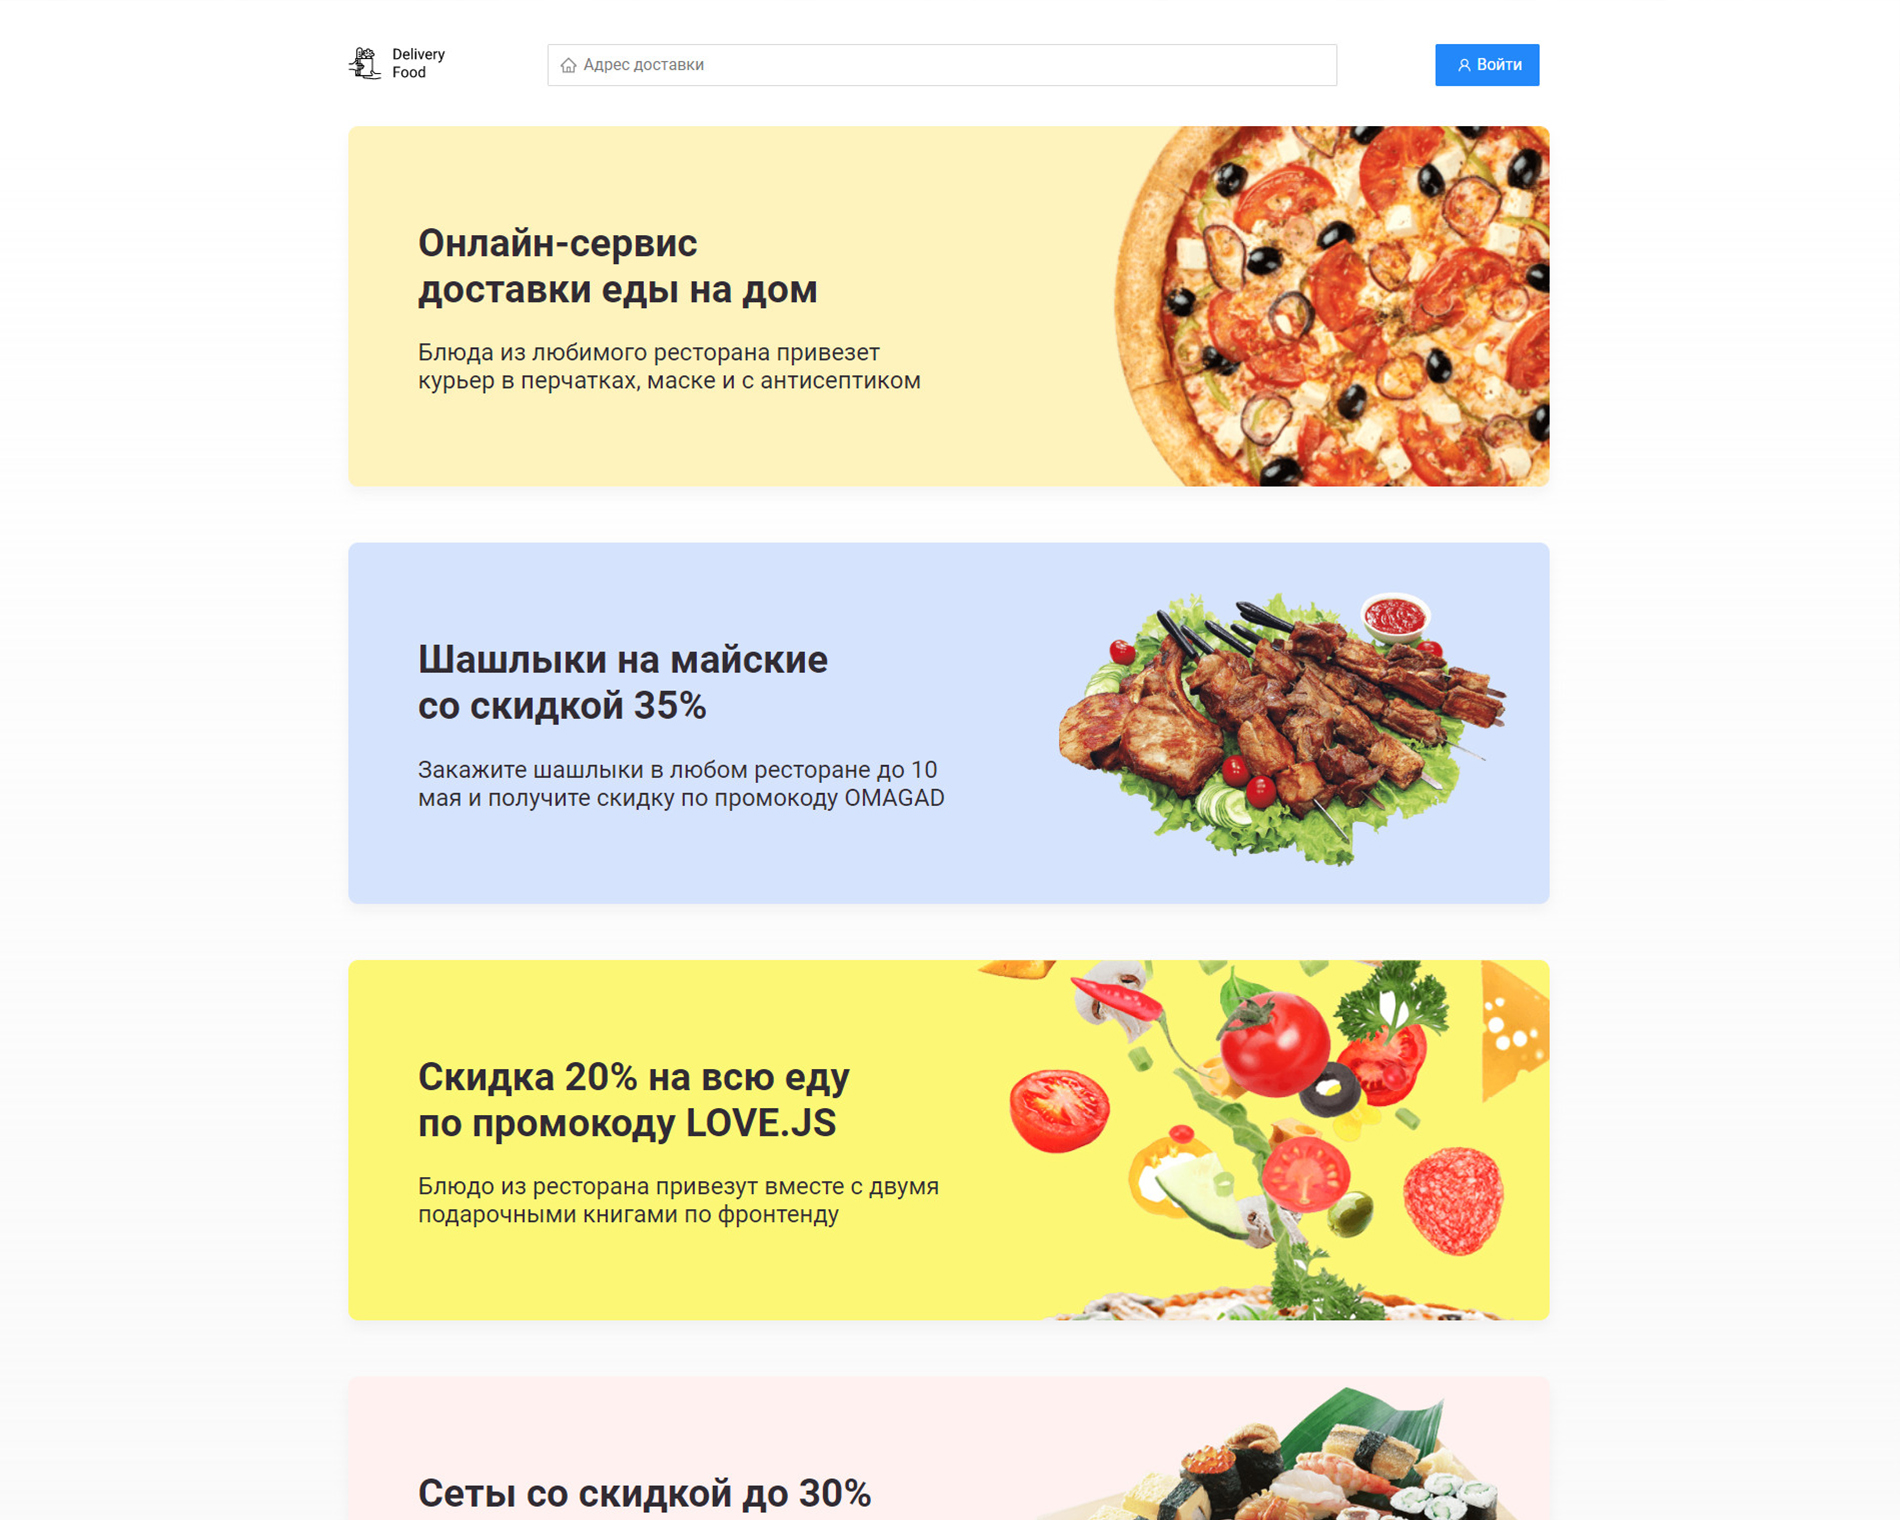 Delivery
Food
Адрес доставки
Войти
Онлайн-сервис
доставки еды на дом
Блюда из любимого ресторана привезет
курьер в перчатках, маске и с антисептиком
Шашлыки на майские
со скидкой 35%
Закажите шашлыки в любом ресторане до 10
мая и получите скидку по промокоду OMAGAD
Скидка 20% на всю еду
по промокоду LOVE.JS
Блюдо из ресторана привезут вместе с двумя
подарочными книгами по фронтенду
Сеты со скидкой до 30%